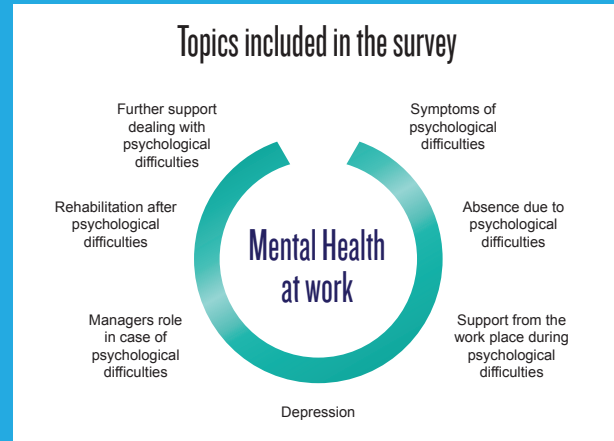 Topics included in the survey
Further support
dealing with
psychological
difficulties
Symptoms of
psychological
difficulties
Rehabilitation after
psychological
difficulties
Absence due to
psychological
difficulties
Mental Health
at work
Managers role
in case of
psychological
difficulties
Support from the
work place during
psychological
difficulties
Depression